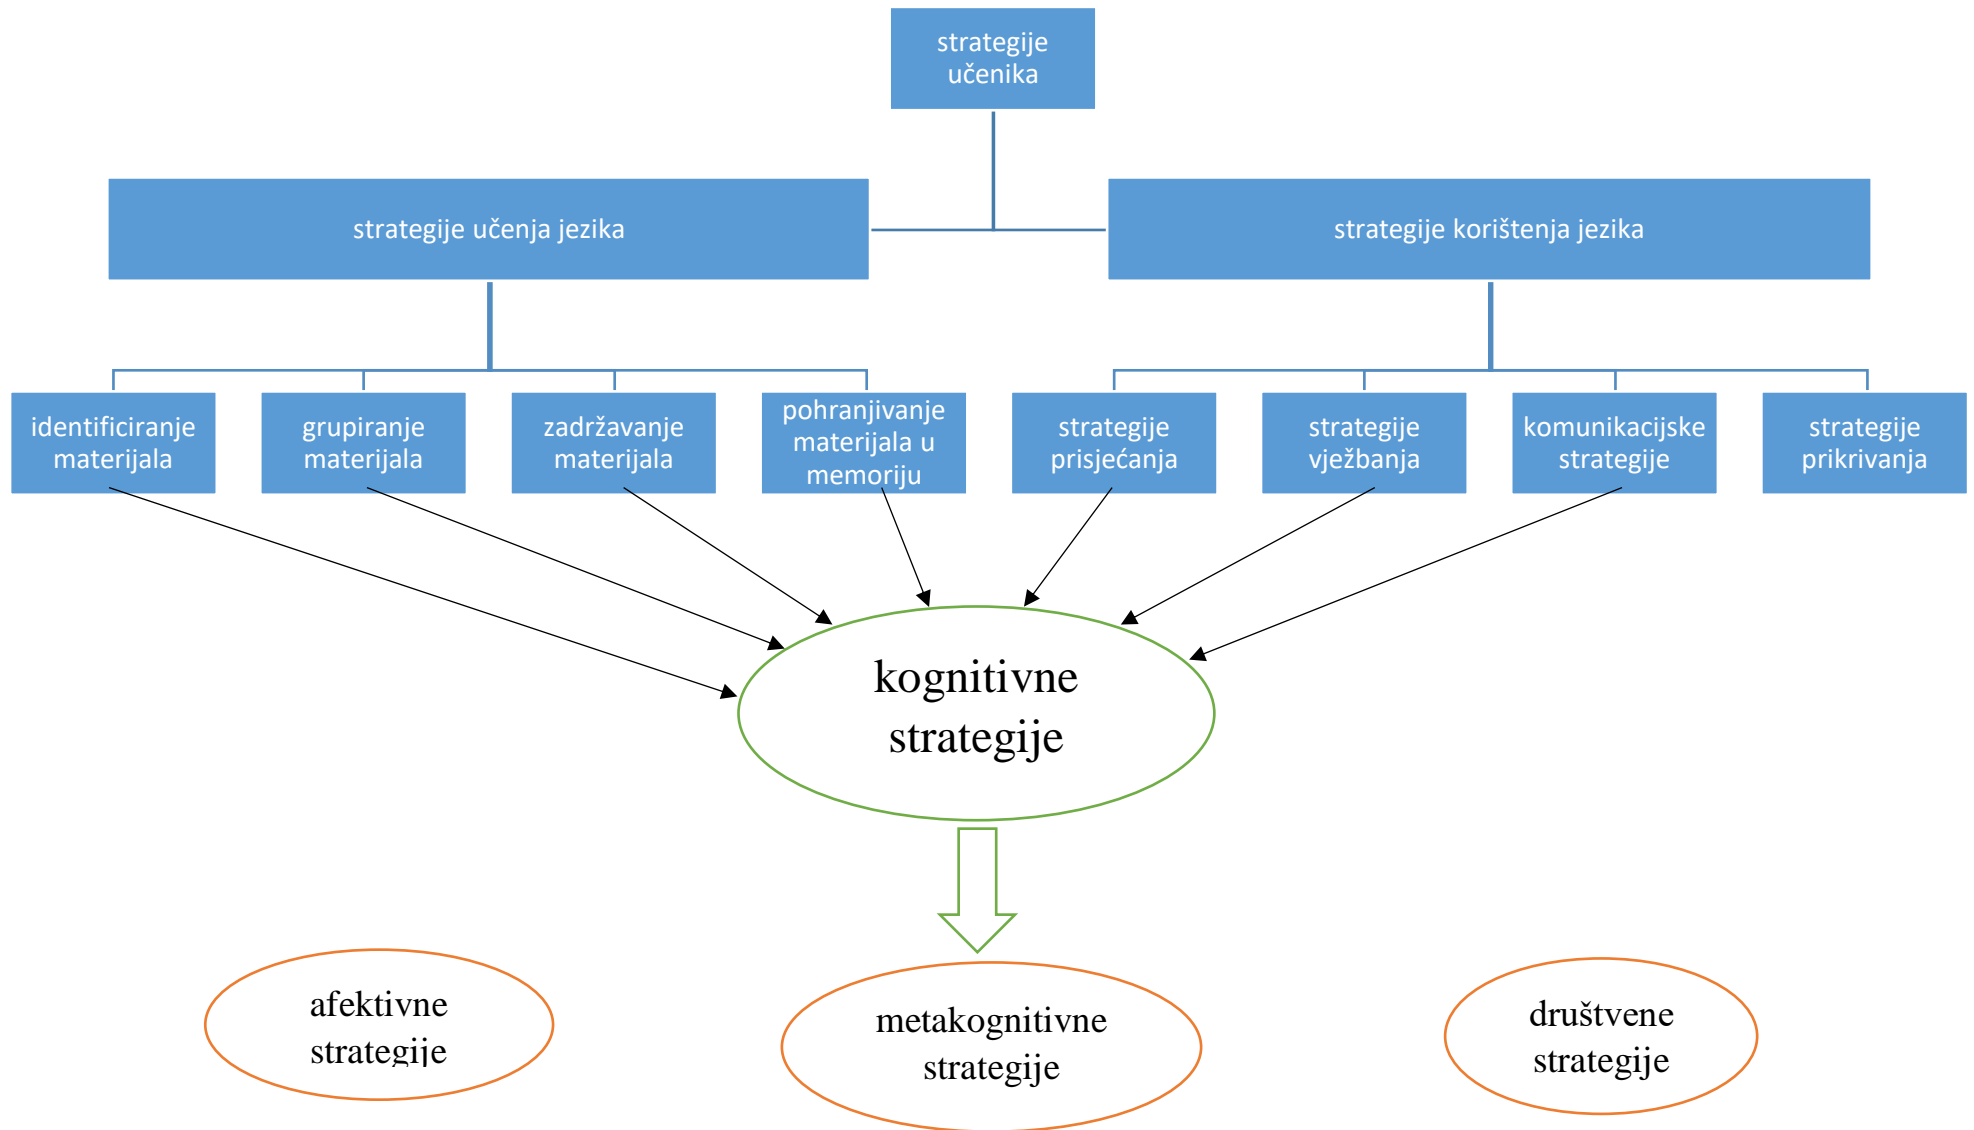 strategije
učenika
strategije učenja jezika
strategije korištenja jezika
identificiranje
materijala
grupiranje
materijala
zadržavanje
materijala
pohranjivanje
materijala u
memoriju
strategije
prisjećanja
strategije
vježbanja
komunikacijske
strategije
strategije
prikrivanja
kognitivne
strategije
afektivne
strategije
metakognitivne
strategije
društvene
strategije